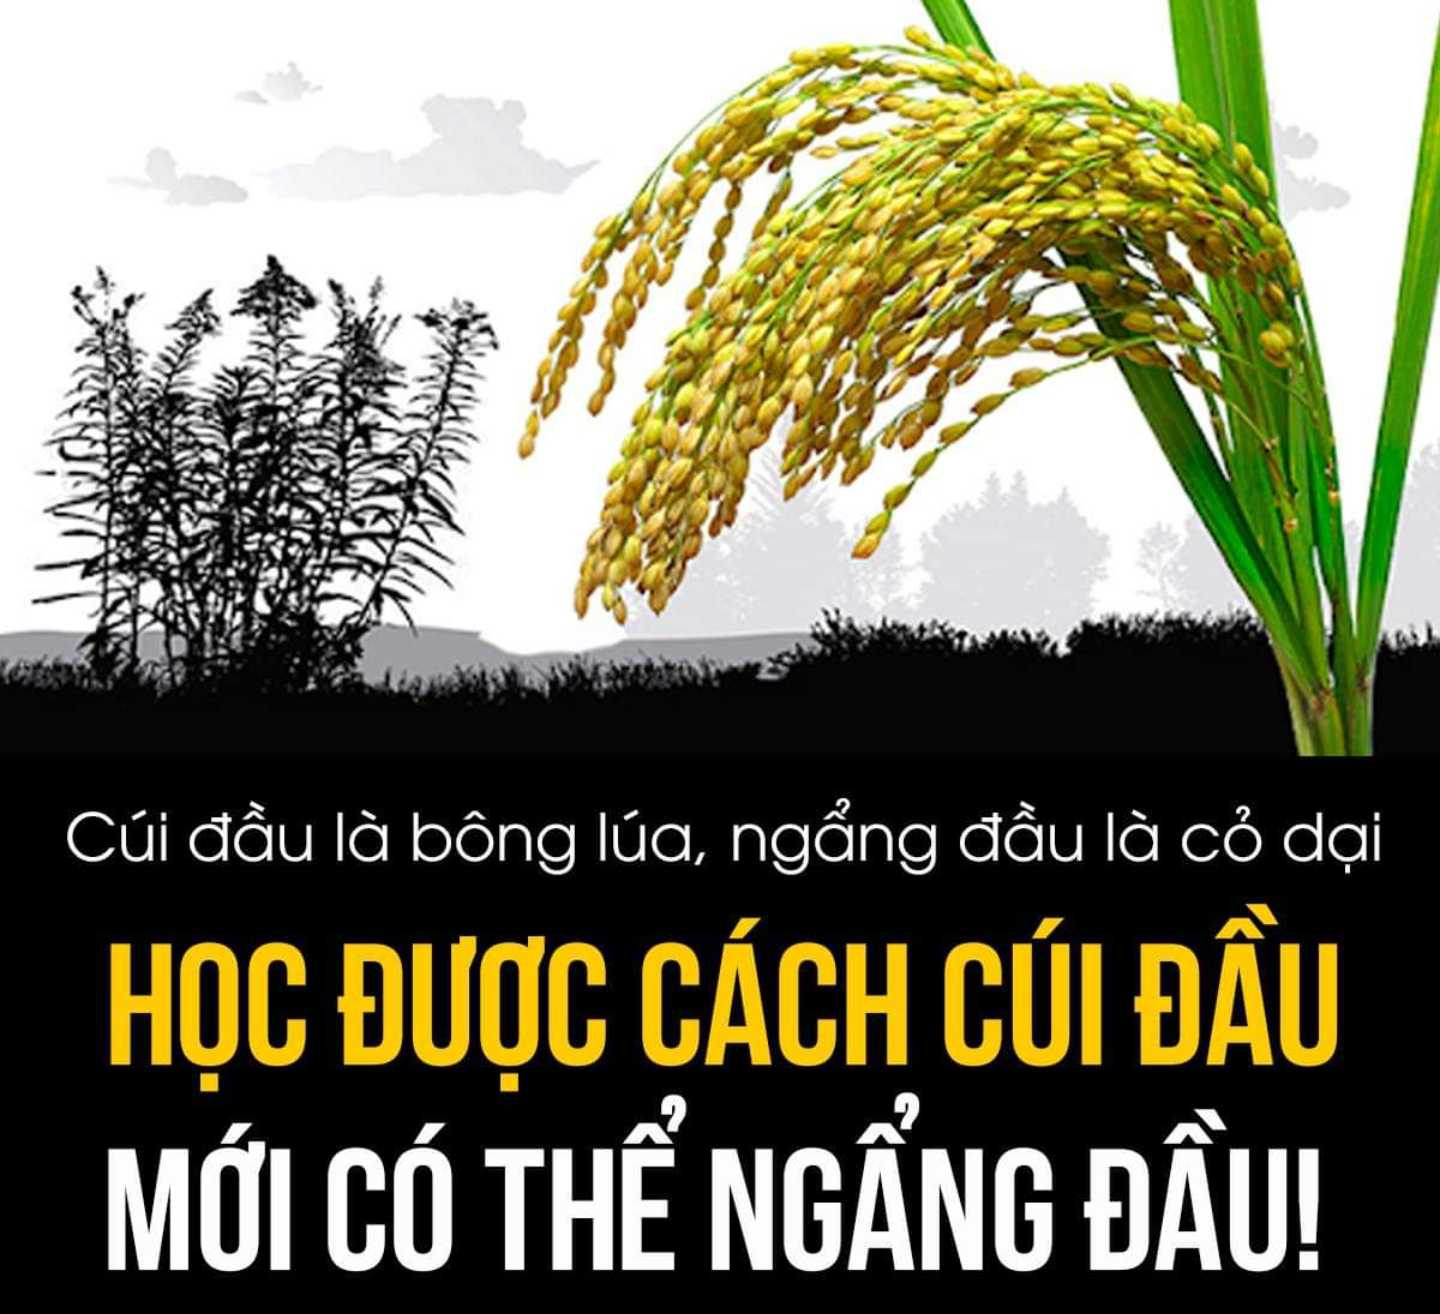 Cúi đầu là bông lúa, ngẩng đầu là cỏ dại
HỌC ĐƯỢC CÁCH CÚI ĐẦU
MỚI CÓ THỂ NGẨNG ĐẦU!